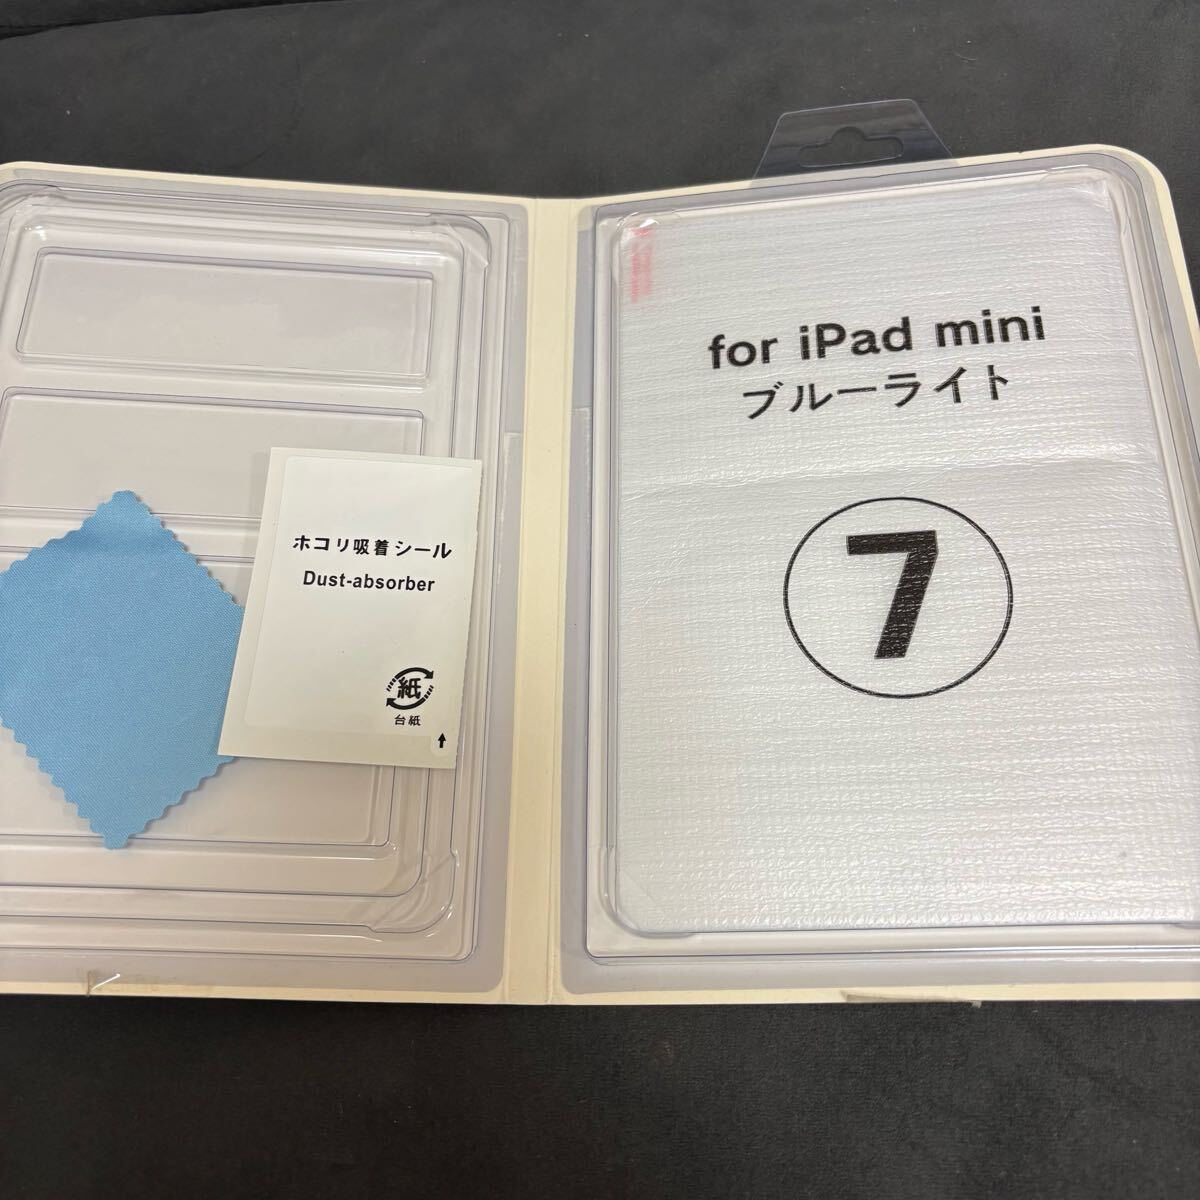 ホコリ吸着シール
Dust-absorber
紙
台紙
for iPad mini
ブルーライト
7